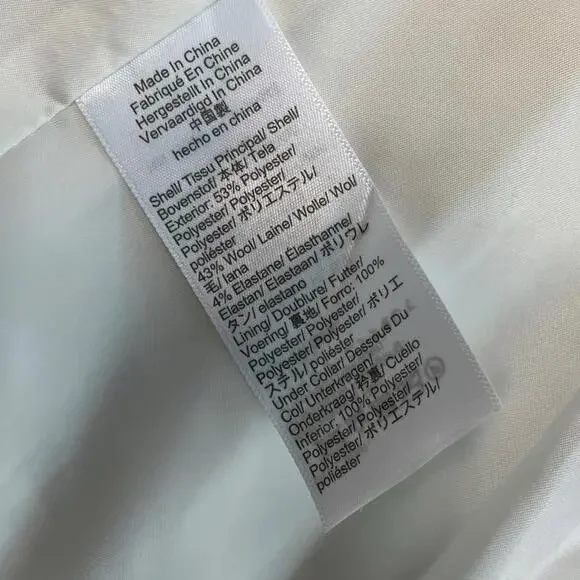 Made In China
Fabriqué En Chine
Hergestellt In China
Vervaardigd In China
中国製
hecho en china
Shell/ Tissu Principal/ Shell/
Bovenstof/ 本体/ Tela
Exterior: 53% Polyester/
Polyester/ Polyester/
Polyester/ ポリエステル/
poliéster
43% Wool/ Laine/ Wolle/ Wol/
毛/ lana
4% Elastane/ Élasthanne/
Elastan/ Elastaan/ ポリウレ
タン/ elastano
Lining/ Doublure/ Futter/
Voering/ 裏地/ Forro: 100%
Polyester/ Polyester/
Polyester/ Polyester/ ポリエ
ステル/ poliéster
Under Collar/ Dessous Du
Col/ Unterkragen/
Onderkraag/ 衿裏/ Cuello
Inferior: 100% Polyester/
Polyester/ Polyester/
Polyester/ ポリエステル/
poliéster